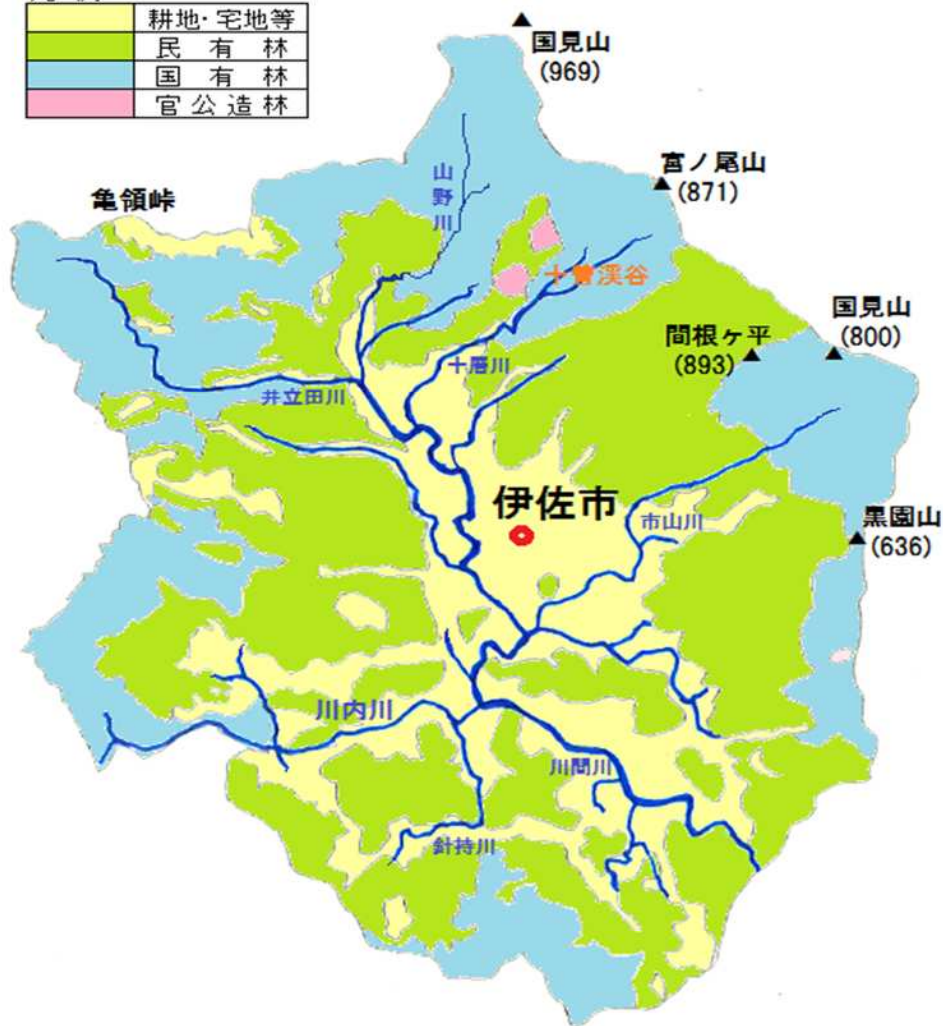 耕地・宅地等
民有林
国有林
官公造林
国見山
(969)
宮ノ尾山
(871)
亀領峠
山野川
十曽渓谷
国見山
(800)
間根ヶ平
(893)
十曽川
井立田川
伊佐市
市山川
黒園山
(636)
川内川
川間川
針持川